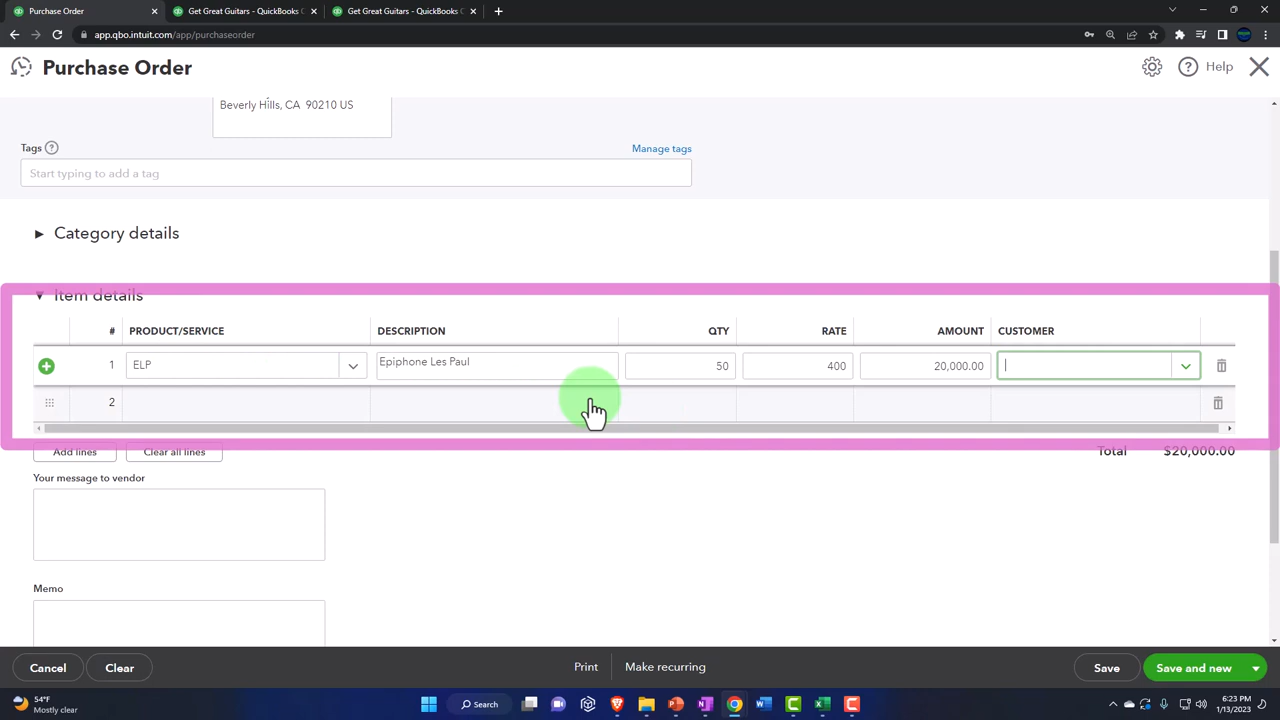 Purchase Order
Get Great Guitars - QuickBooks O
Get Great Guitars - QuickBooks O
app.qbo.intuit.com/app/purchaseorder
Purchase Order
Help
Beverly Hills, CA 90210 US
Tags
Manage tags
Start typing to add a tag
Category details
Item details
# PRODUCT/SERVICE DESCRIPTION QTY RATE AMOUNT CUSTOMER
1 ELP Epiphone Les Paul 50 400 20,000.00
2
Add lines Clear all lines Total $20,000.00
Your message to vendor
Memo
Cancel Clear Print Make recurring Save Save and new
54°F
Mostly clear
Search
6:23 PM
1/13/2023